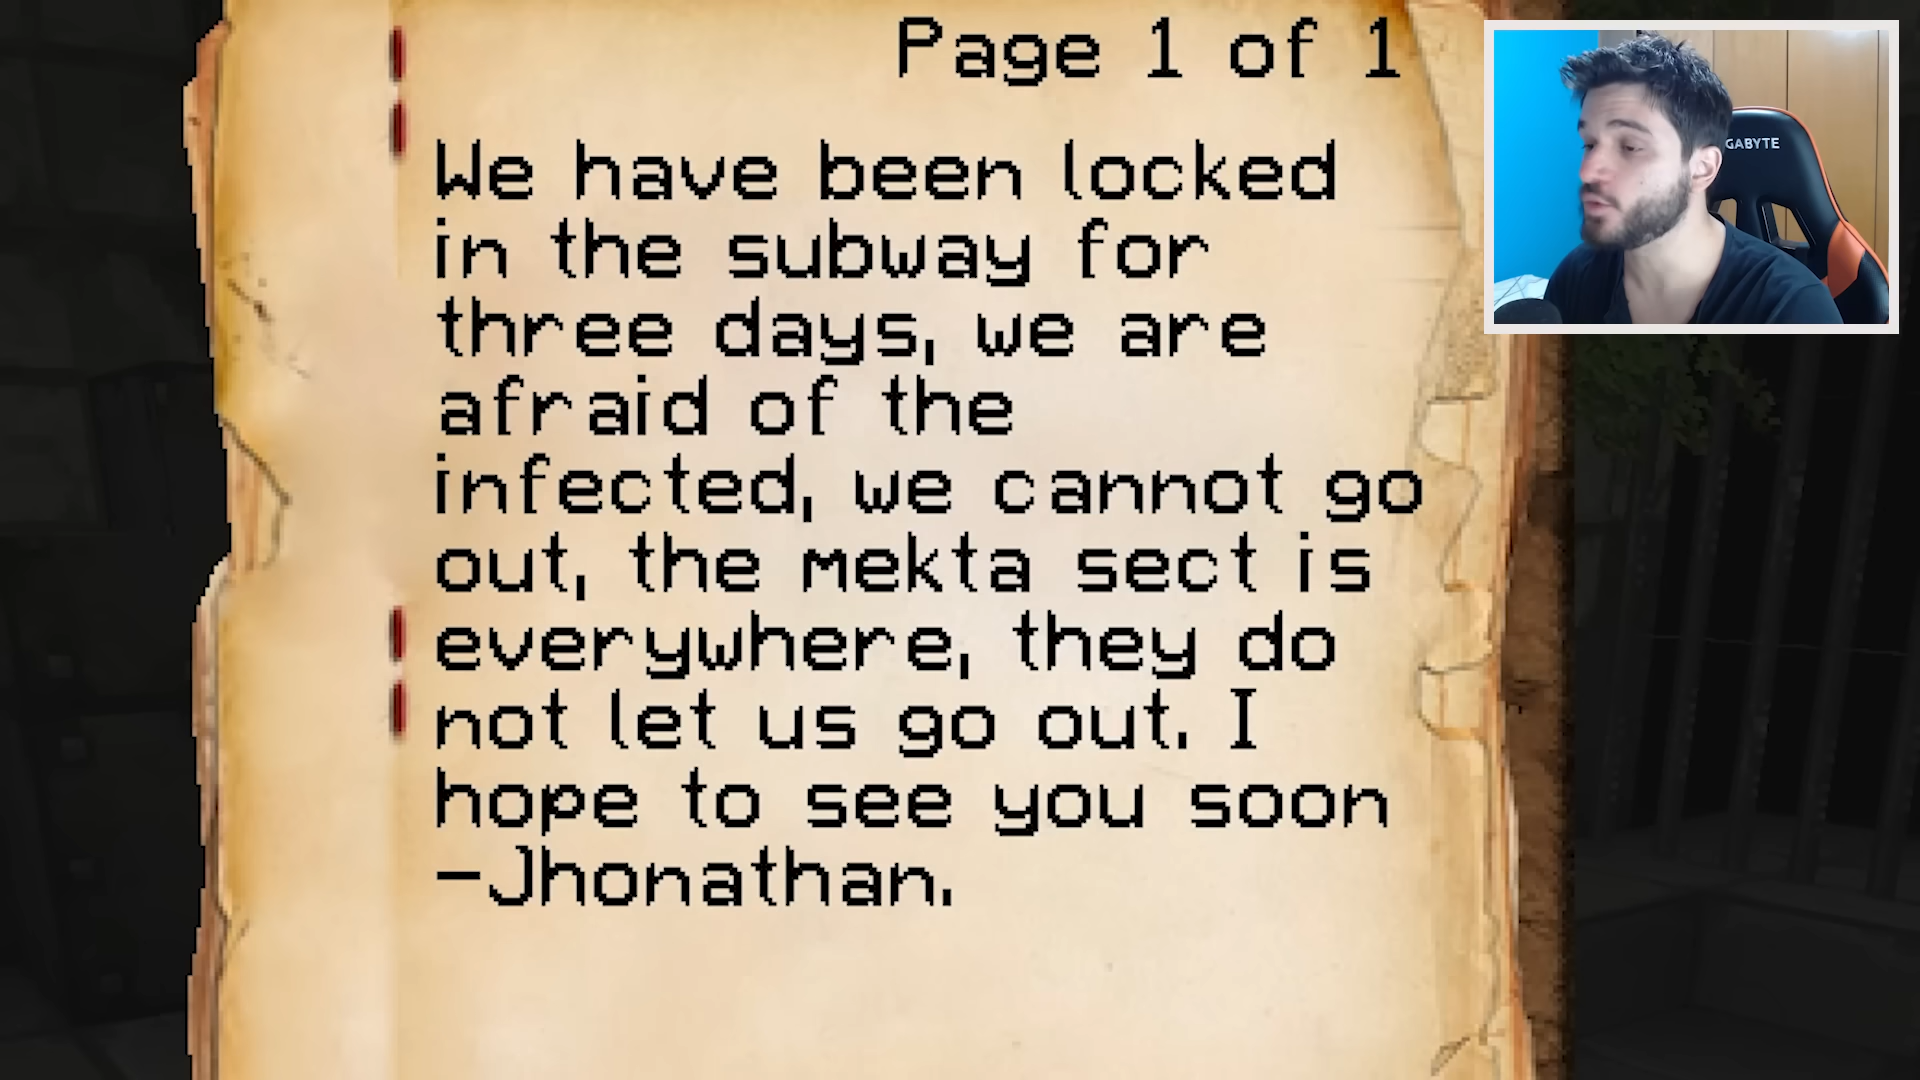 Page 1 of 1
We have been locked
in the subway for
three days, we are
afraid of the
infected, we cannot go
out, the mekta sect is
everywhere, they do
not let us go out. I
hope to see you soon
-Jhonathan.
GABYTE